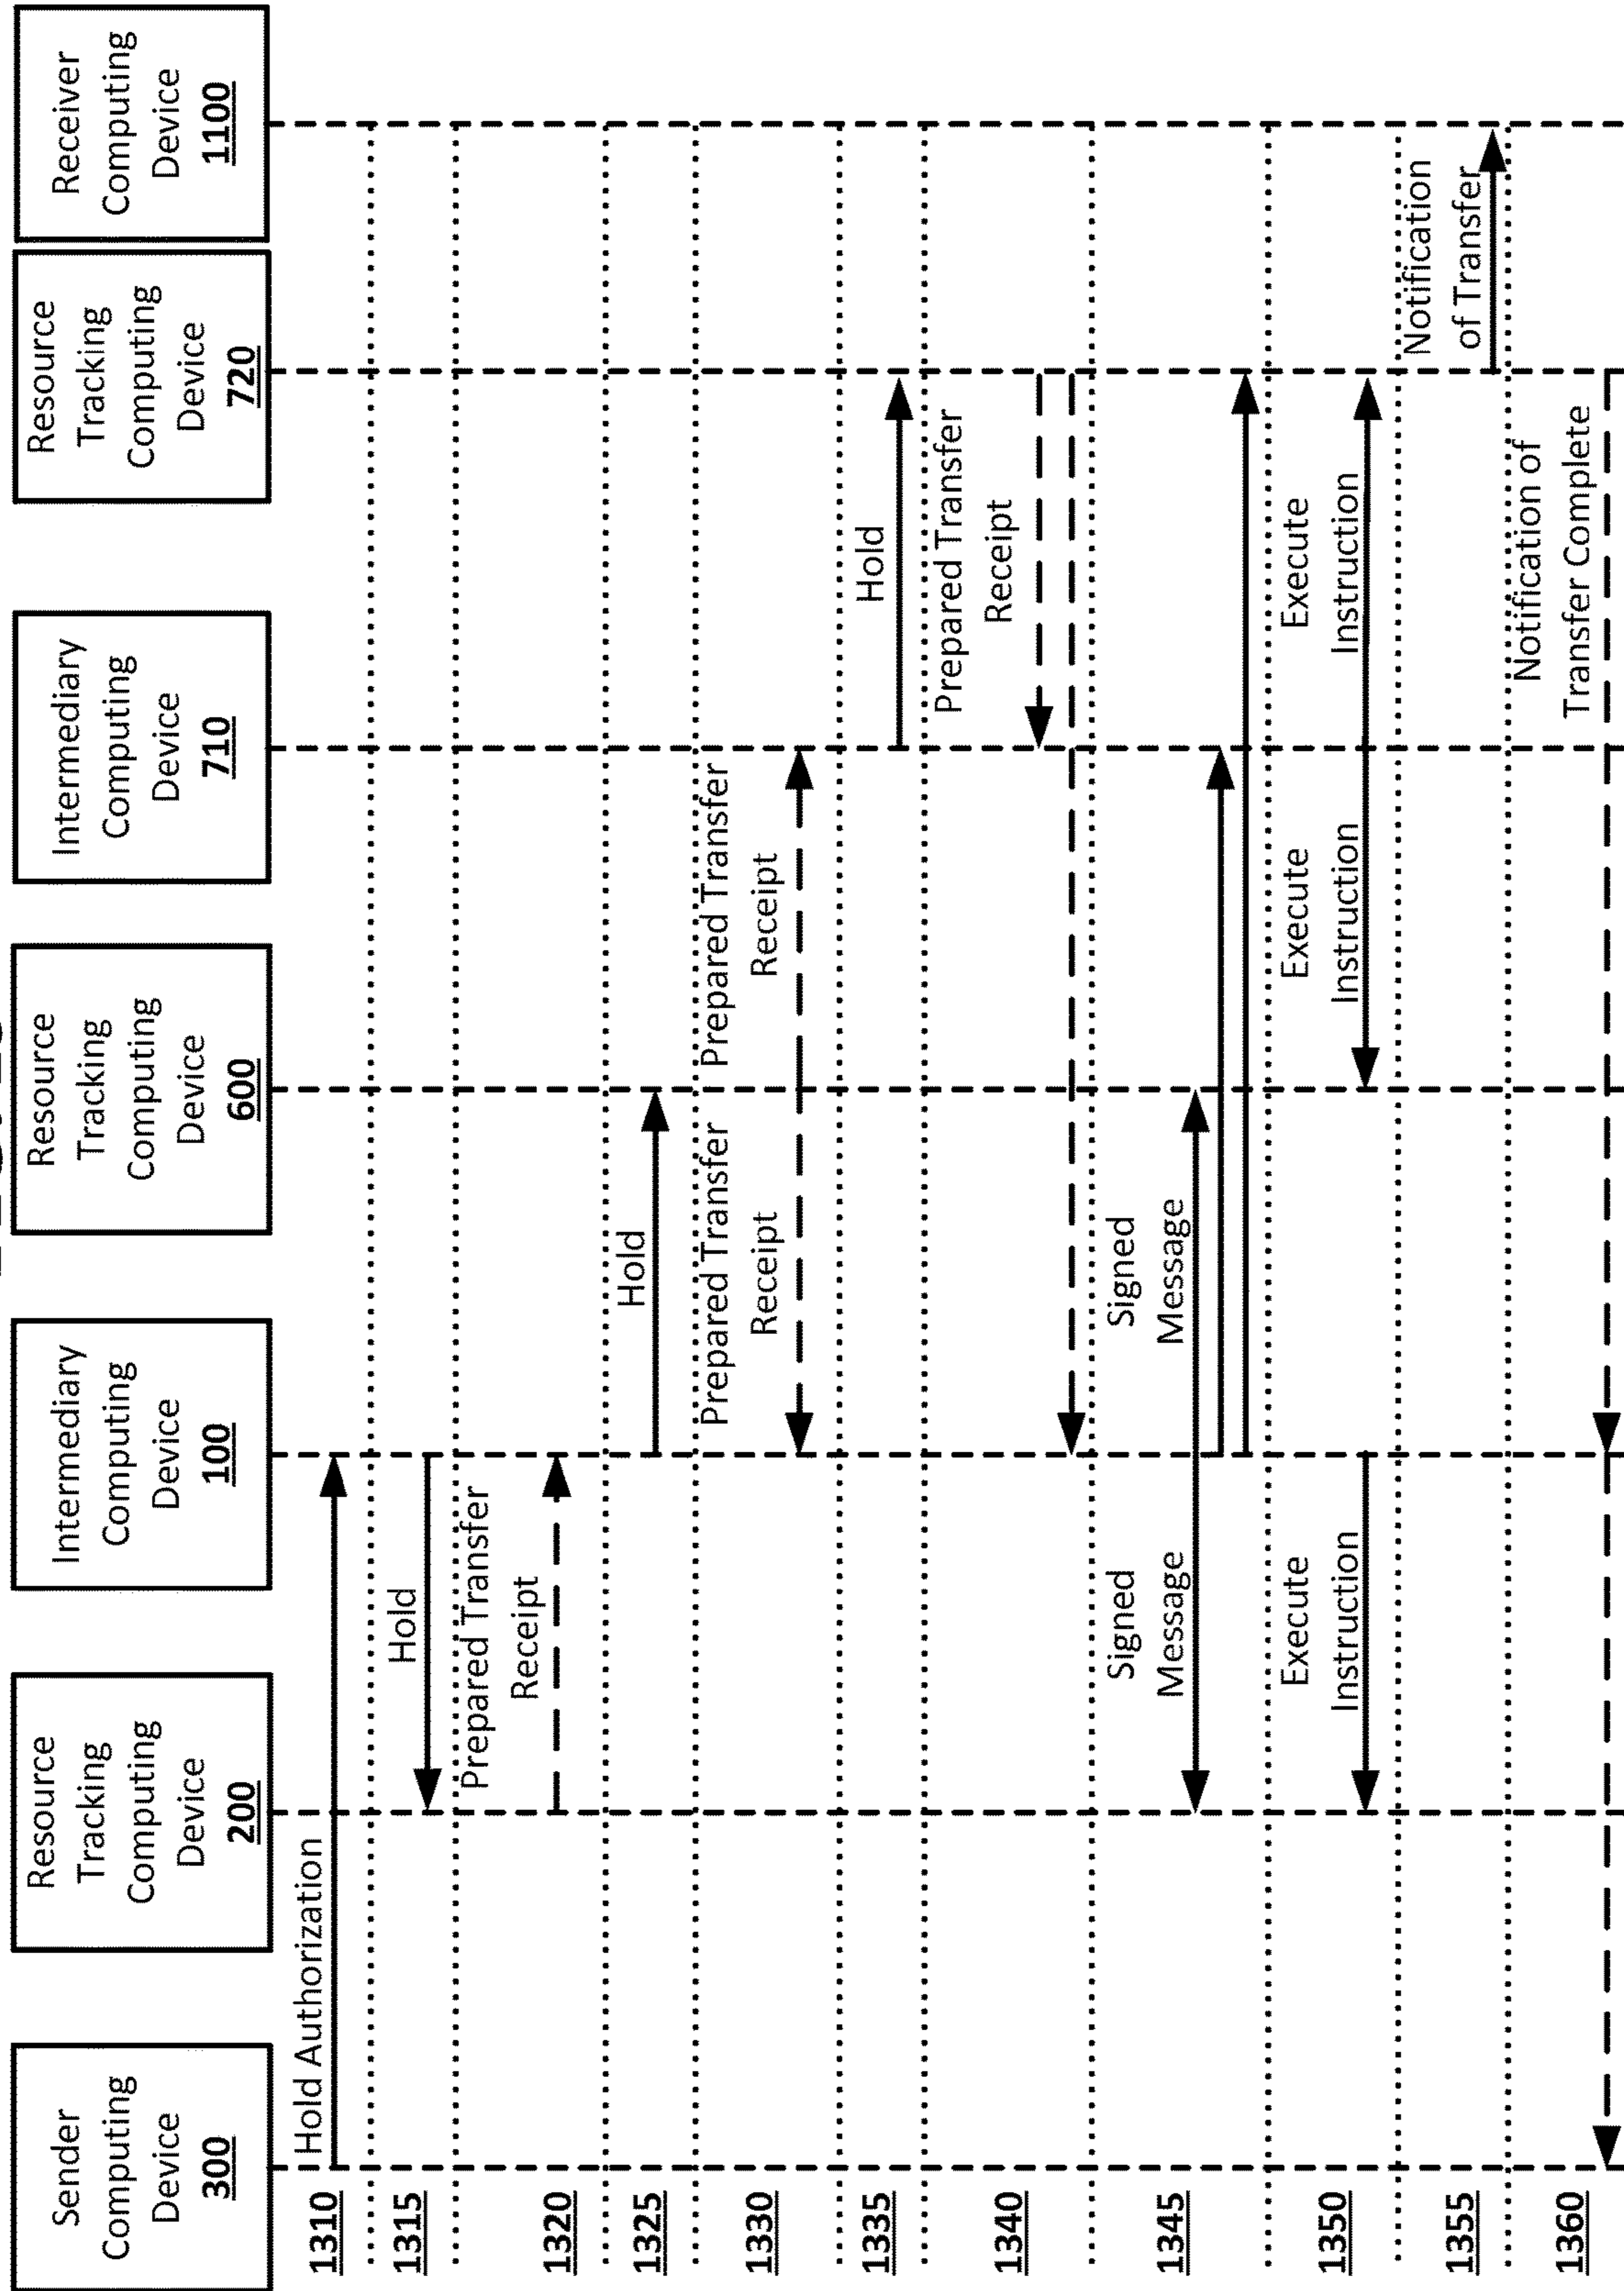 Sender
Computing
Device
300
Resource
Tracking
Computing
Device
200
Intermediary
Computing
Device
100
Resource
Tracking
Computing
Device
600
Intermediary
Computing
Device
710
Resource
Tracking
Computing
Device
720
Receiver
Computing
Device
1100
1310
Hold Authorization
1315
Hold
1320
Prepared Transfer
Receipt
1325
Hold
1330
Prepared Transfer
Receipt
Prepared Transfer
Receipt
1335
Hold
1340
Prepared Transfer
Receipt
1345
Signed
Message
Signed
Message
1350
Execute
Instruction
Execute
Instruction
Execute
Instruction
1355
Notification
of Transfer
1360
Notification of
Transfer Complete